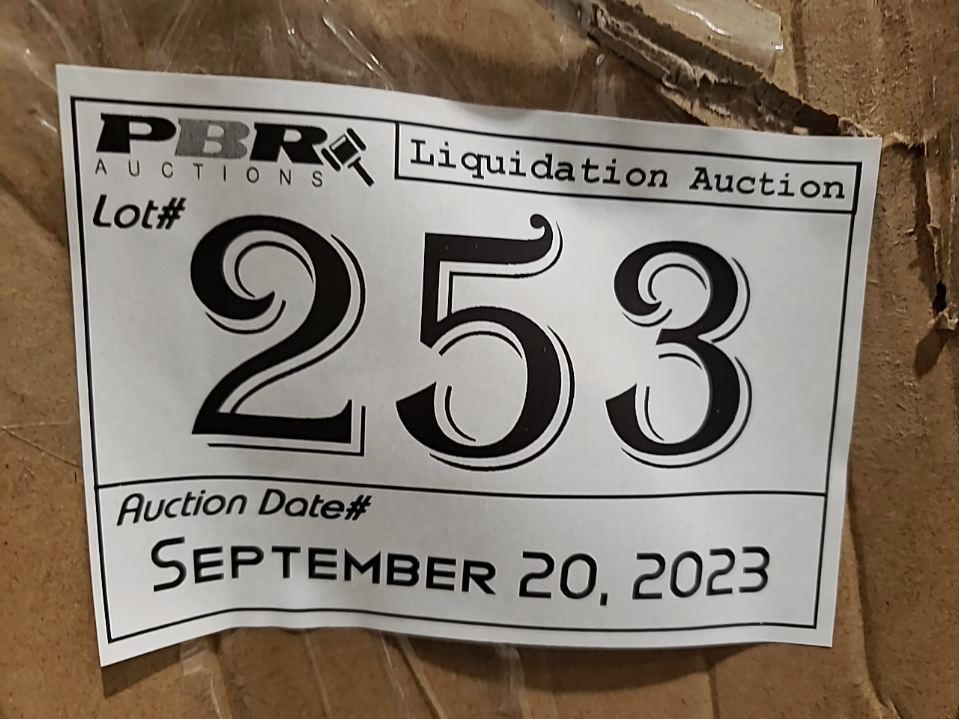 PBR
AUCTIONS
Liquidation Auction
Lot#
253
Auction Date#
September 20, 2023